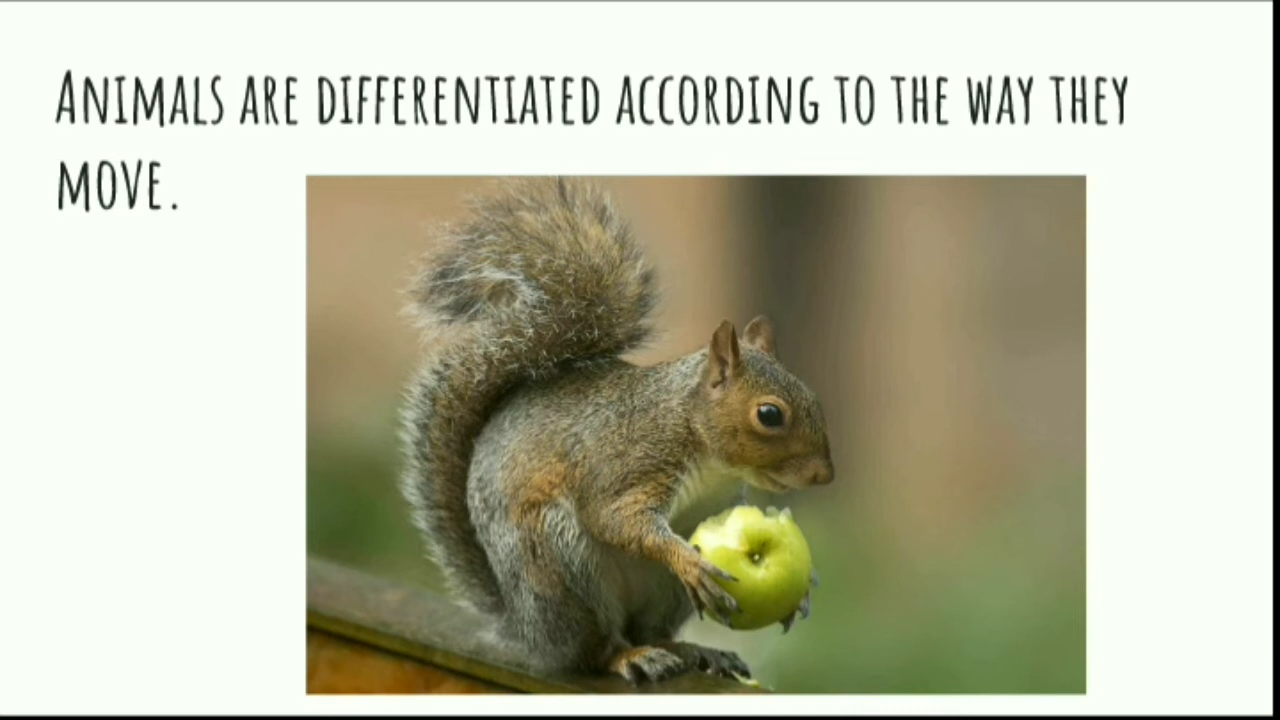 Animals are differentiated according to the way they
move.